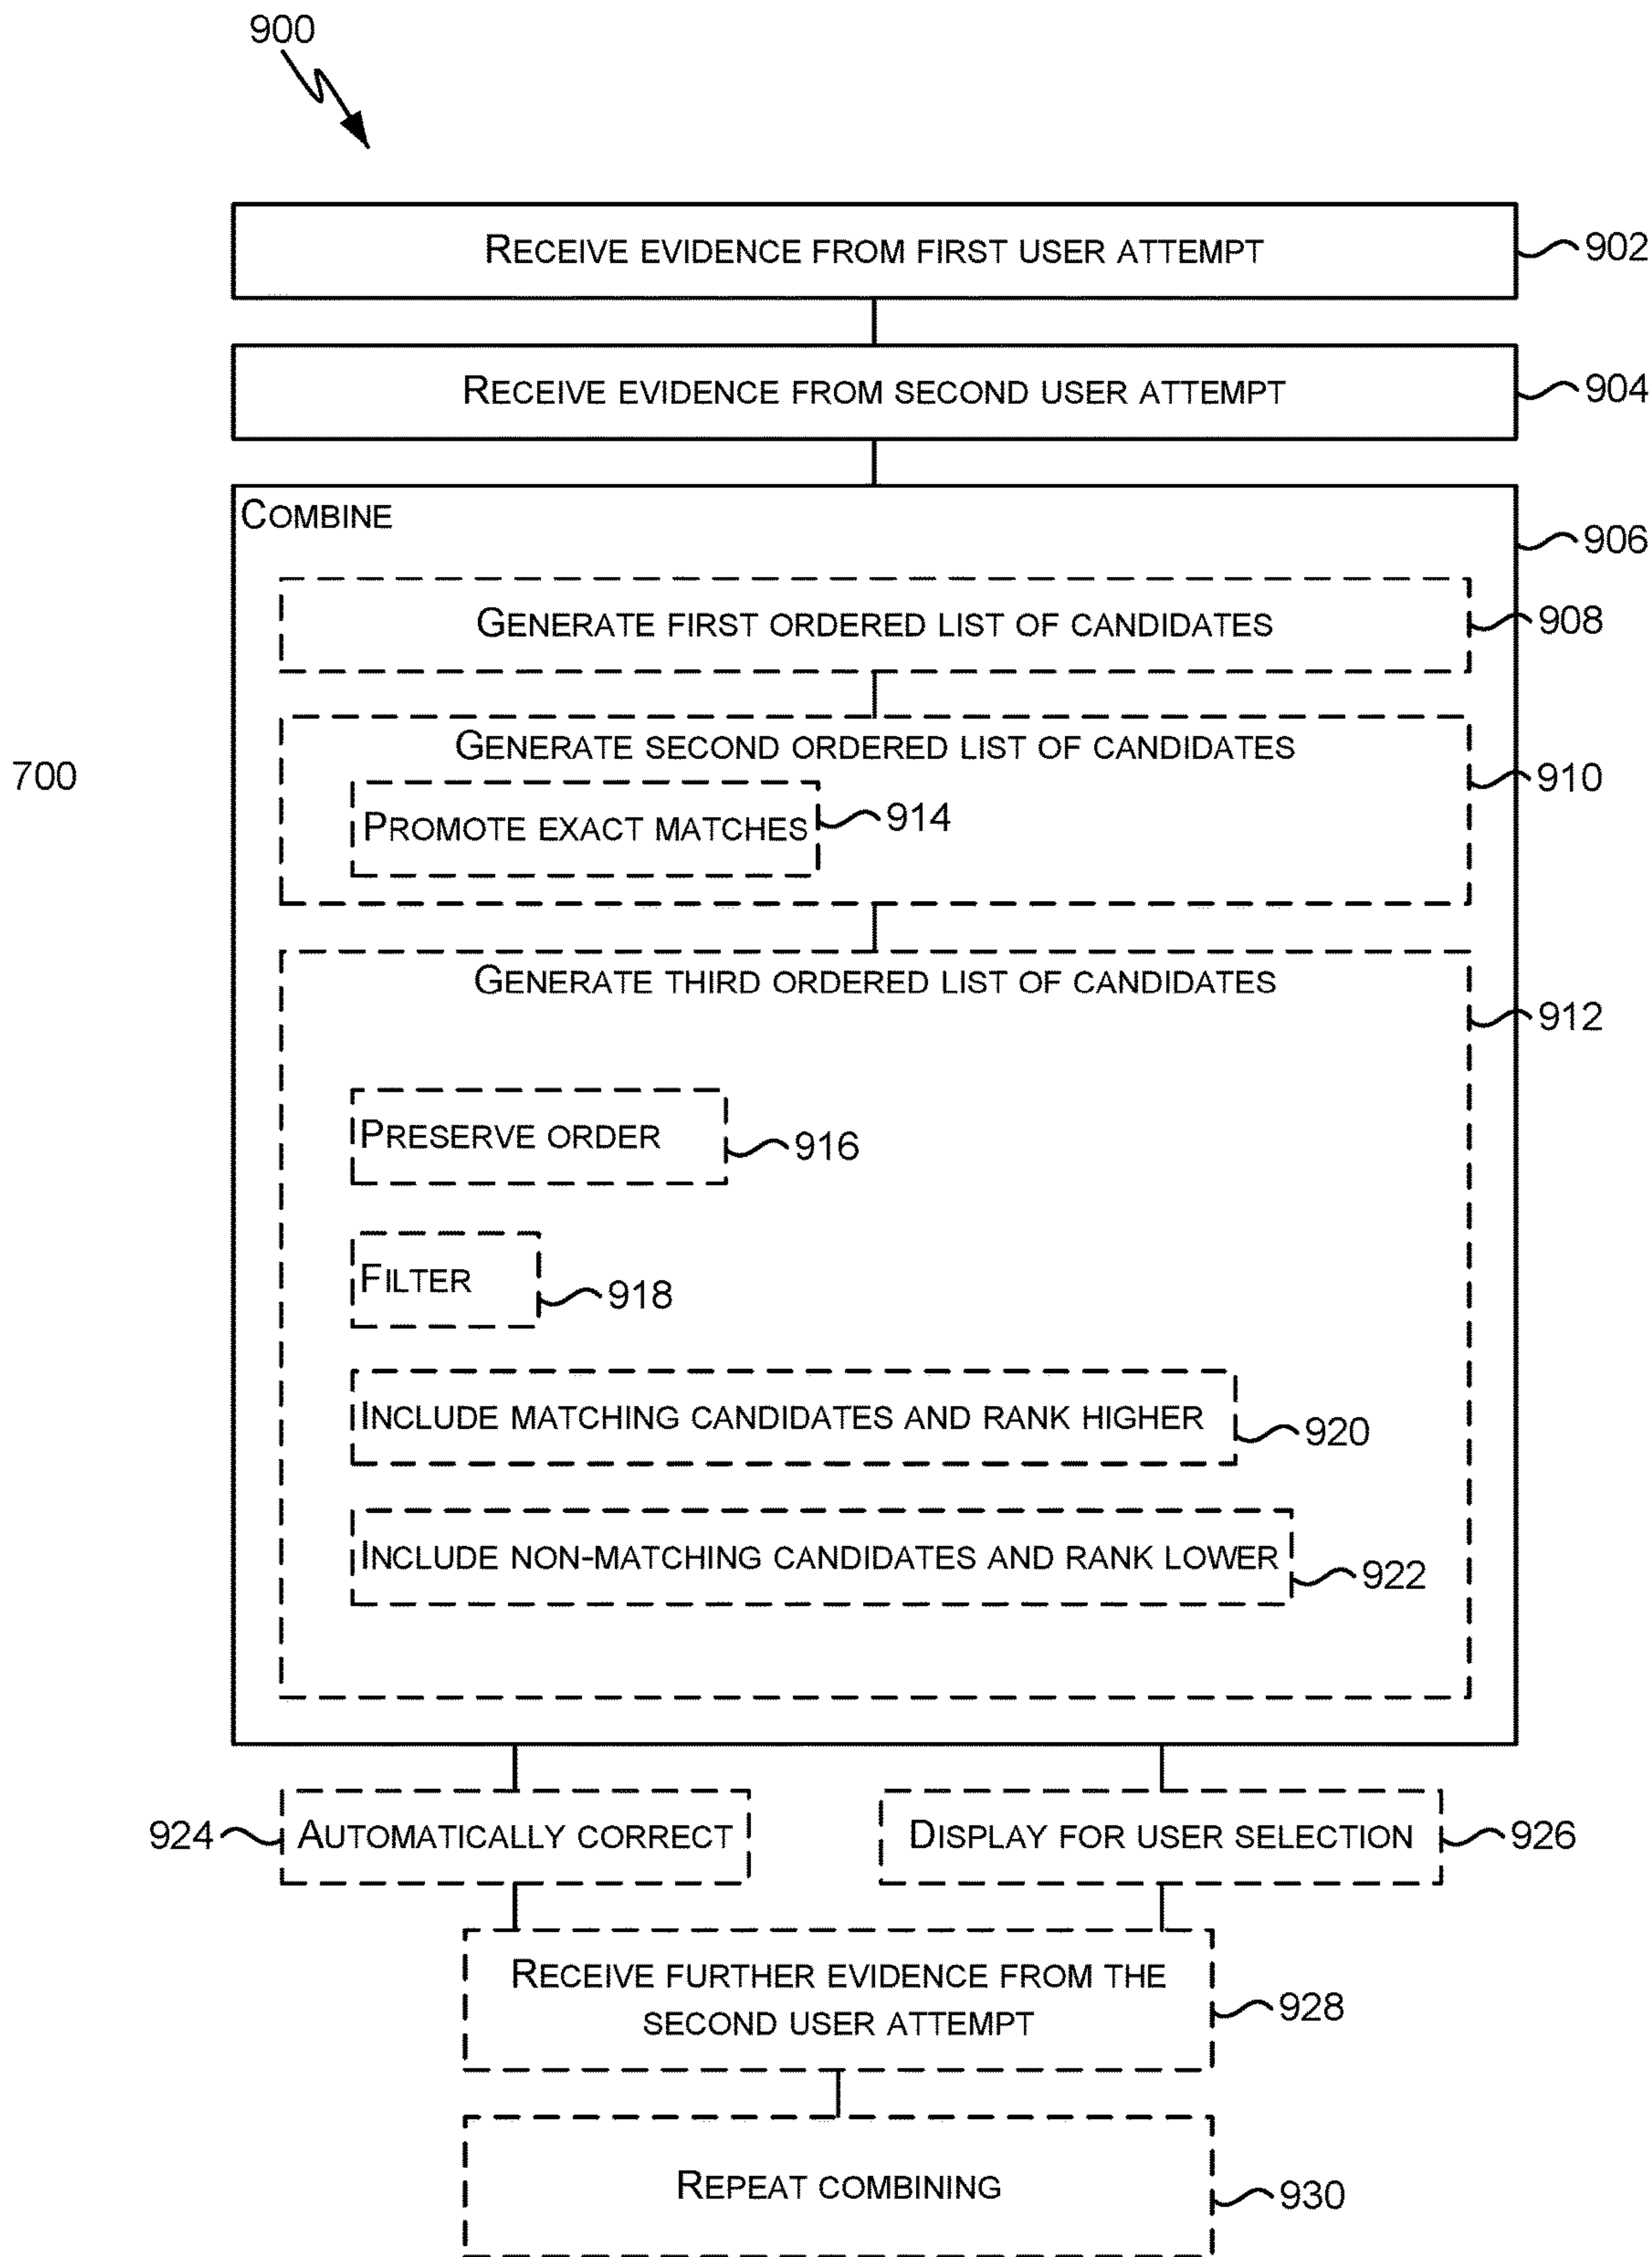 900
RECEIVE EVIDENCE FROM FIRST USER ATTEMPT
902
RECEIVE EVIDENCE FROM SECOND USER ATTEMPT
904
COMBINE
906
GENERATE FIRST ORDERED LIST OF CANDIDATES
908
GENERATE SECOND ORDERED LIST OF CANDIDATES
700
910
PROMOTE EXACT MATCHES
914
GENERATE THIRD ORDERED LIST OF CANDIDATES
912
PRESERVE ORDER
916
FILTER
918
INCLUDE MATCHING CANDIDATES AND RANK HIGHER
920
INCLUDE NON-MATCHING CANDIDATES AND RANK LOWER
922
924
AUTOMATICALLY CORRECT
DISPLAY FOR USER SELECTION
926
RECEIVE FURTHER EVIDENCE FROM THE
SECOND USER ATTEMPT
928
REPEAT COMBINING
930